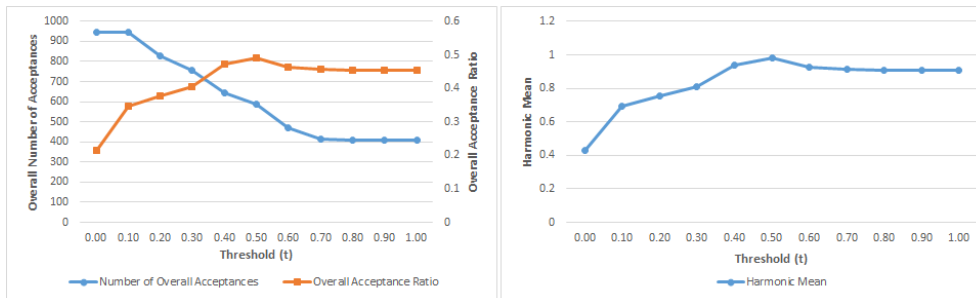 Overall Number of Acceptances
1000
900
800
700
600
500
400
300
200
100
0
0.00 0.10 0.20 0.30 0.40 0.50 0.60 0.70 0.80 0.90 1.00
Threshold (t)
0.6
0.5
0.4
0.3
0.2
0.1
0
Overall Acceptance Ratio
Number of Overall Acceptances
Overall Acceptance Ratio
Harmonic Mean
1.2
1
0.8
0.6
0.4
0.2
0
0.00 0.10 0.20 0.30 0.40 0.50 0.60 0.70 0.80 0.90 1.00
Threshold (t)
Harmonic Mean